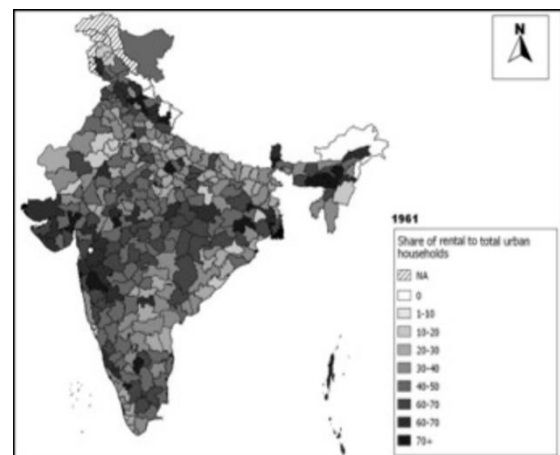 N
1961
Share of rental to total urban
households
NA
0
1-10
10-20
20-30
30-40
40-50
60-70
60-70
70+